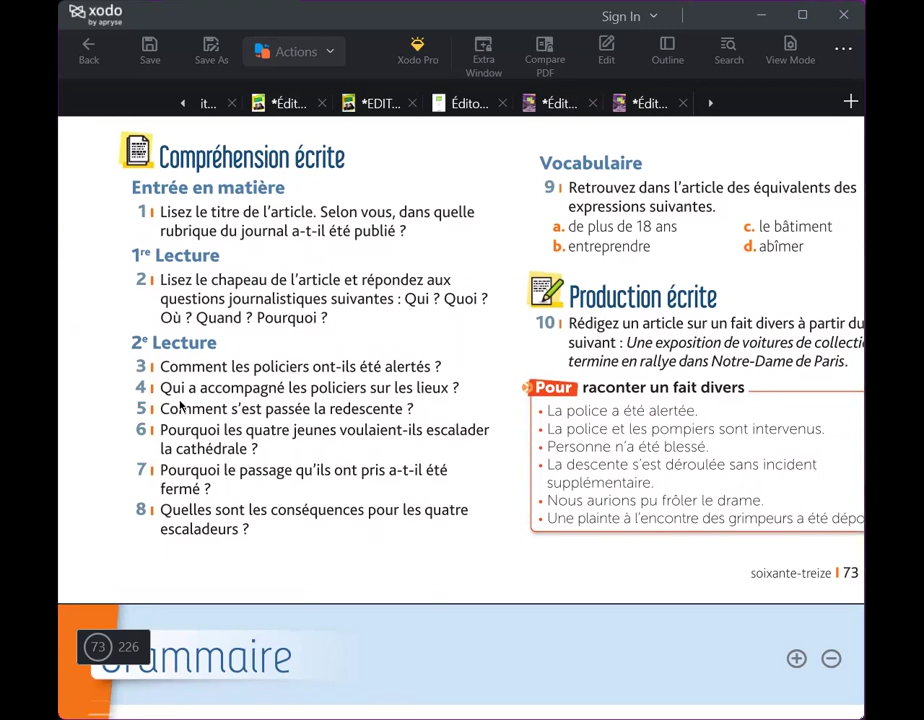 xodo
by apryse
Sign In
Back
Save
Save As
Actions
Xodo Pro
Extra
Window
Compare
PDF
Edit
Outline
Search
View Mode
it...
*Édit...
*EDIT...
Édito...
*Édit...
*Édit...
Compréhension écrite
Entrée en matière
1 Lisez le titre de l'article. Selon vous, dans quelle
rubrique du journal a-t-il été publié ?
1re Lecture
2 Lisez le chapeau de l'article et répondez aux
questions journalistiques suivantes : Qui ? Quoi ?
Où ? Quand ? Pourquoi ?
2e Lecture
3 Comment les policiers ont-ils été alertés ?
4 Qui a accompagné les policiers sur les lieux ?
5 Comment s'est passée la redescente ?
6 Pourquoi les quatre jeunes voulaient-ils escalader
la cathédrale ?
7 Pourquoi le passage qu'ils ont pris a-t-il été
fermé ?
8 Quelles sont les conséquences pour les quatre
escaladeurs ?
Vocabulaire
9 Retrouvez dans l'article des équivalents des
expressions suivantes.
a. de plus de 18 ans c. le bâtiment
b. entreprendre d. abîmer
Production écrite
10 Rédigez un article sur un fait divers à partir du
suivant : Une exposition de voitures de collecti
termine en rallye dans Notre-Dame de Paris.
Pour raconter un fait divers
• La police a été alertée.
• La police et les pompiers sont intervenus.
• Personne n'a été blessé.
• La descente s'est déroulée sans incident
supplémentaire.
• Nous aurions pu frôler le drame.
• Une plainte à l'encontre des grimpeurs a été dépo
soixante-treize 73
73 226
Grammaire